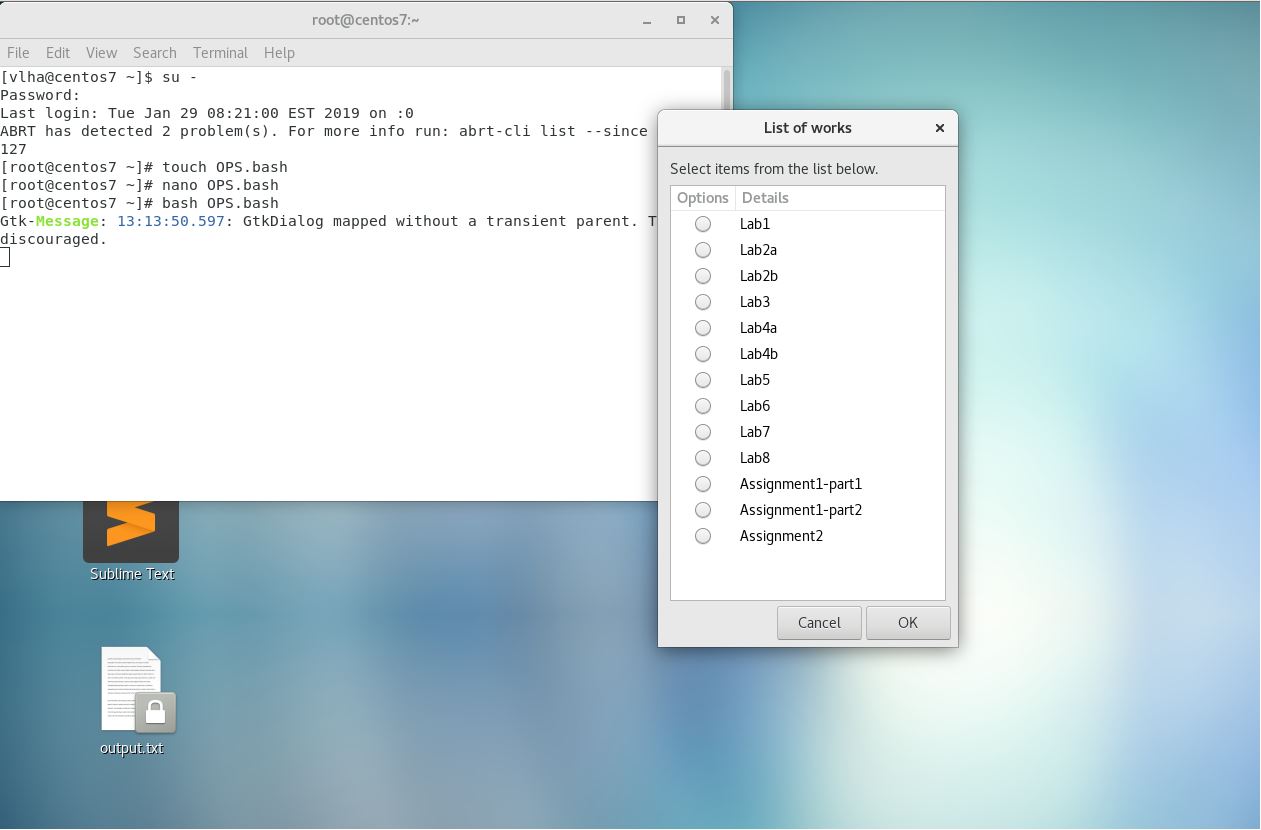 root@centos7:~
File Edit View Search Terminal Help
[vlha@centos7 ~]$ su -
Password:
Last login: Tue Jan 29 08:21:00 EST 2019 on :0
ABRT has detected 2 problem(s). For more info run: abrt-cli list --since
127
[root@centos7 ~]# touch OPS.bash
[root@centos7 ~]# nano OPS.bash
[root@centos7 ~]# bash OPS.bash
Gtk-Message: 13:13:50.597: GtkDialog mapped without a transient parent. T
discouraged.
List of works
Select items from the list below.
Options Details
Lab1
Lab2a
Lab2b
Lab3
Lab4a
Lab4b
Lab5
Lab6
Lab7
Lab8
Assignment1-part1
Assignment1-part2
Assignment2
Cancel OK
Sublime Text
output.txt